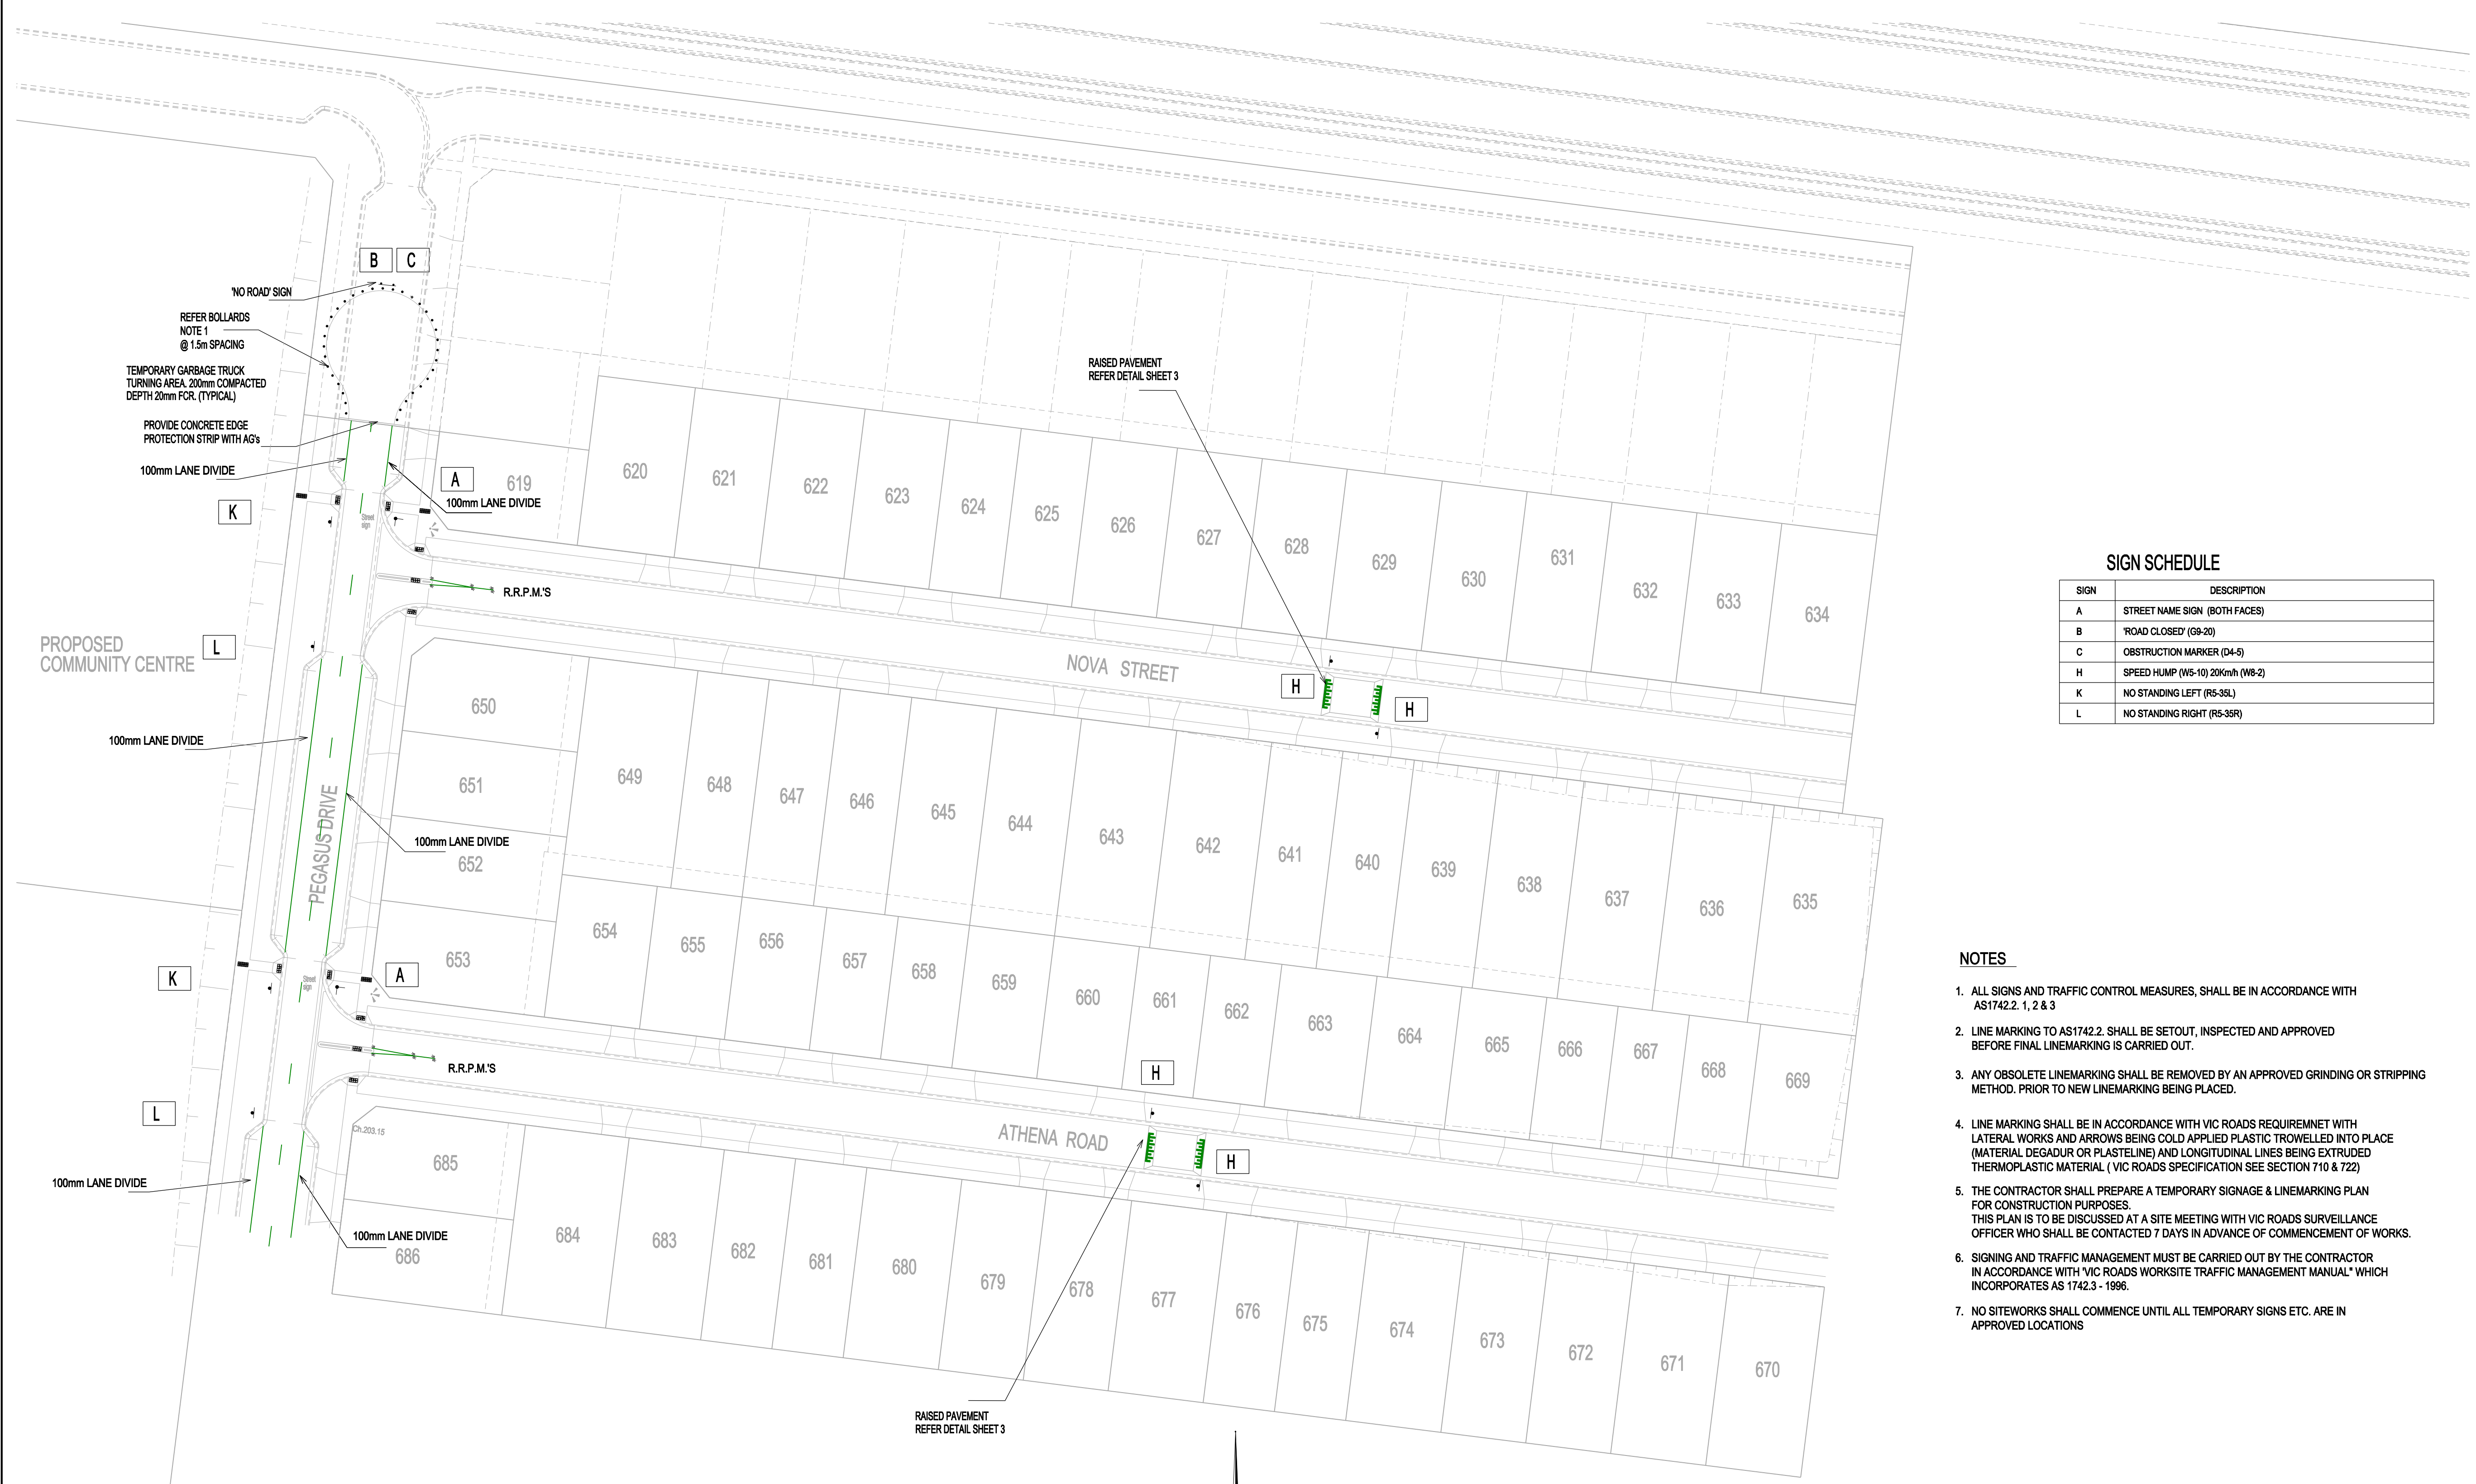 B
C
'NO ROAD' SIGN
REFER BOLLARDS
NOTE 1
@ 1.5m SPACING
TEMPORARY GARBAGE TRUCK
TURNING AREA. 200mm COMPACTED
DEPTH 20mm FCR. (TYPICAL)
PROVIDE CONCRETE EDGE
PROTECTION STRIP WITH AG's
100mm LANE DIVIDE
A
100mm LANE DIVIDE
K
Street
sign
R.R.P.M.'S
PROPOSED
COMMUNITY CENTRE
L
100mm LANE DIVIDE
PEGASUS DRIVE
100mm LANE DIVIDE
K
A
Street
sign
R.R.P.M.'S
L
Ch.203.15
100mm LANE DIVIDE
100mm LANE DIVIDE
RAISED PAVEMENT
REFER DETAIL SHEET 3
619
620
621
622
623
624
625
626
627
628
629
630
631
632
633
634
NOVA STREET
H
H
650
651
652
653
649
648
647
646
645
644
643
642
641
640
639
638
637
636
635
654
655
656
657
658
659
660
661
662
663
664
665
666
667
668
669
H
ATHENA ROAD
H
685
686
684
683
682
681
680
679
678
677
676
675
674
673
672
671
670
RAISED PAVEMENT
REFER DETAIL SHEET 3
SIGN SCHEDULE
SIGN DESCRIPTION
A STREET NAME SIGN (BOTH FACES)
B 'ROAD CLOSED' (G9-20)
C OBSTRUCTION MARKER (D4-5)
H SPEED HUMP (W5-10) 20Km/h (W8-2)
K NO STANDING LEFT (R5-35L)
L NO STANDING RIGHT (R5-35R)
NOTES
1. ALL SIGNS AND TRAFFIC CONTROL MEASURES, SHALL BE IN ACCORDANCE WITH
AS1742.2. 1, 2 & 3
2. LINE MARKING TO AS1742.2. SHALL BE SETOUT, INSPECTED AND APPROVED
BEFORE FINAL LINEMARKING IS CARRIED OUT.
3. ANY OBSOLETE LINEMARKING SHALL BE REMOVED BY AN APPROVED GRINDING OR STRIPPING
METHOD. PRIOR TO NEW LINEMARKING BEING PLACED.
4. LINE MARKING SHALL BE IN ACCORDANCE WITH VIC ROADS REQUIREMNET WITH
LATERAL WORKS AND ARROWS BEING COLD APPLIED PLASTIC TROWELLED INTO PLACE
(MATERIAL DEGADUR OR PLASTELINE) AND LONGITUDINAL LINES BEING EXTRUDED
THERMOPLASTIC MATERIAL ( VIC ROADS SPECIFICATION SEE SECTION 710 & 722)
5. THE CONTRACTOR SHALL PREPARE A TEMPORARY SIGNAGE & LINEMARKING PLAN
FOR CONSTRUCTION PURPOSES.
THIS PLAN IS TO BE DISCUSSED AT A SITE MEETING WITH VIC ROADS SURVEILLANCE
OFFICER WHO SHALL BE CONTACTED 7 DAYS IN ADVANCE OF COMMENCEMENT OF WORKS.
6. SIGNING AND TRAFFIC MANAGEMENT MUST BE CARRIED OUT BY THE CONTRACTOR
IN ACCORDANCE WITH 'VIC ROADS WORKSITE TRAFFIC MANAGEMENT MANUAL" WHICH
INCORPORATES AS 1742.3 - 1996.
7. NO SITEWORKS SHALL COMMENCE UNTIL ALL TEMPORARY SIGNS ETC. ARE IN
APPROVED LOCATIONS